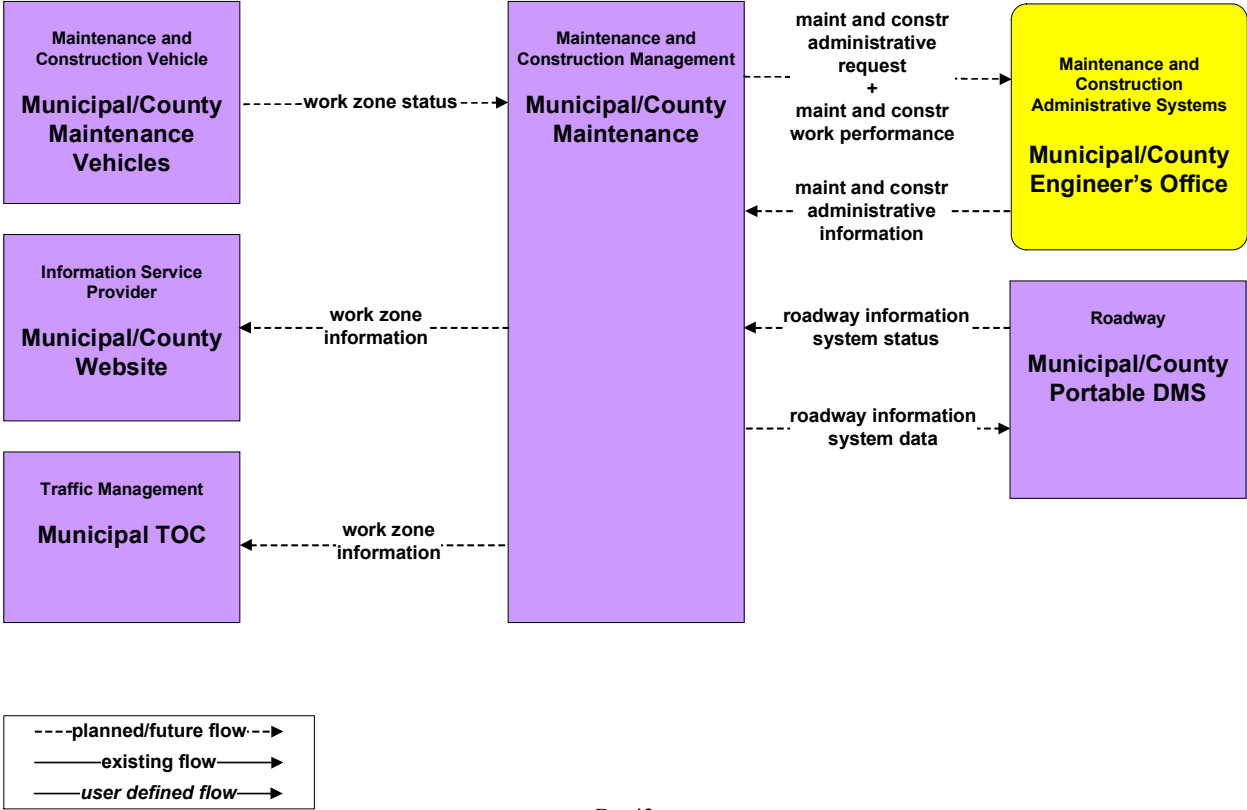 Maintenance and
Construction Vehicle
Municipal/County
Maintenance
Vehicles
work zone status
Maintenance and
Construction Management
Municipal/County
Maintenance
maint and constr
administrative
request
+
maint and constr
work performance
Maintenance and
Construction
Administrative Systems
Municipal/County
Engineer’s Office
maint and constr
administrative
information
Information Service
Provider
Municipal/County
Website
work zone
information
roadway information
system status
Roadway
Municipal/County
Portable DMS
roadway information
system data
Traffic Management
Municipal TOC
work zone
information
planned/future flow
existing flow
user defined flow